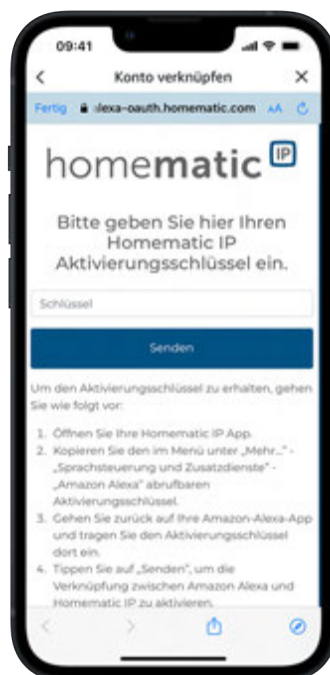 09:41
Konto verknüpfen
Fertig lexa-oauth.homematic.com AA
homematic IP
Bitte geben Sie hier Ihren
Homematic IP
Aktivierungsschlüssel ein.
Schlüssel
Senden
Um den Aktivierungsschlüssel zu erhalten, gehen
Sie wie folgt vor:
1. Öffnen Sie Ihre Homematic IP App.
2. Kopieren Sie den im Menü unter „Mehr...“ -
„Sprachsteuerung und Zusatzdienste“ -
„Amazon Alexa“ abrufbaren
Aktivierungsschlüssel.
3. Gehen Sie zurück auf Ihre Amazon-Alexa-App
und tragen Sie den Aktivierungsschlüssel
dort ein.
4. Tippen Sie auf „Senden“, um die
Verknüpfung zwischen Amazon Alexa und
Homematic IP zu aktivieren.